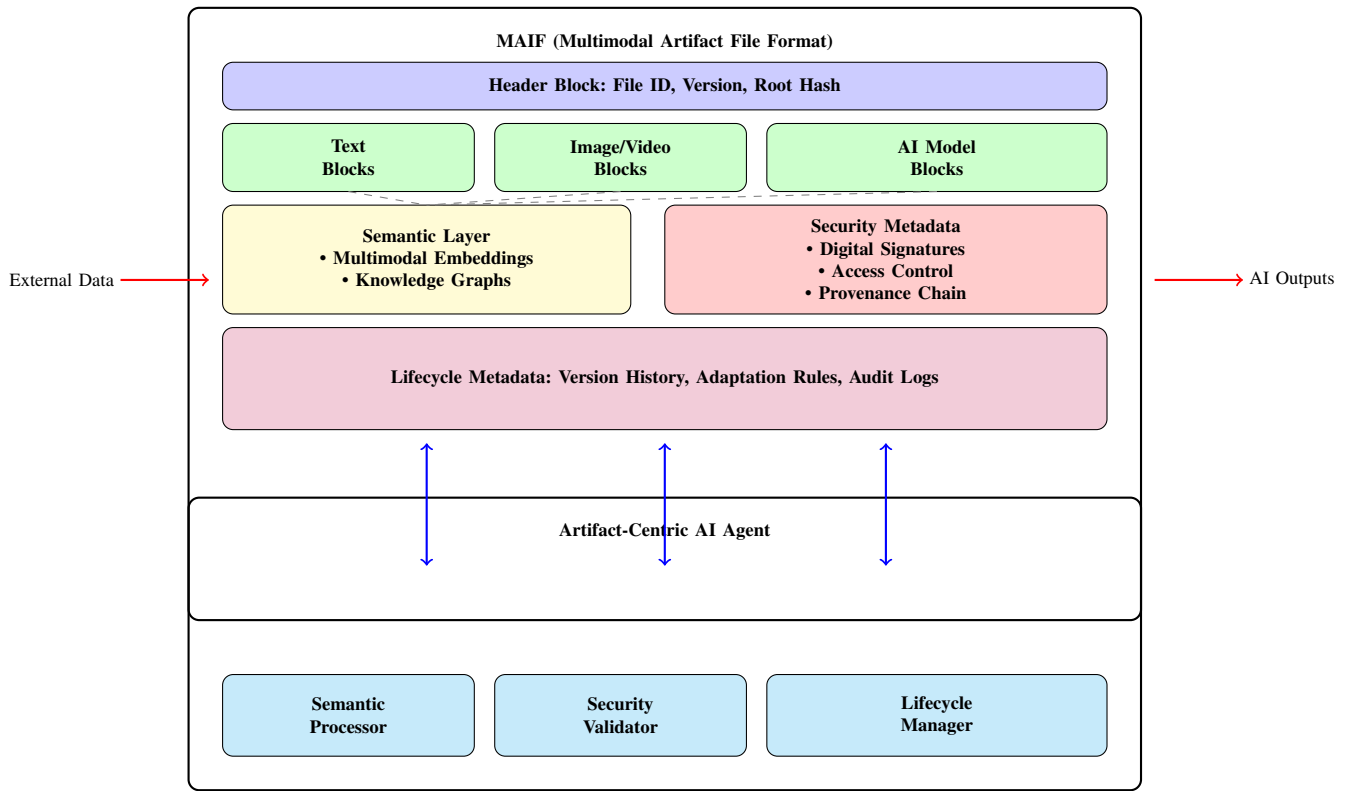 MAIF (Multimodal Artifact File Format)
Header Block: File ID, Version, Root Hash
Text
Blocks
Image/Video
Blocks
AI Model
Blocks
Semantic Layer
• Multimodal Embeddings
• Knowledge Graphs
Security Metadata
• Digital Signatures
• Access Control
• Provenance Chain
External Data
AI Outputs
Lifecycle Metadata: Version History, Adaptation Rules, Audit Logs
Artifact-Centric AI Agent
Semantic
Processor
Security
Validator
Lifecycle
Manager